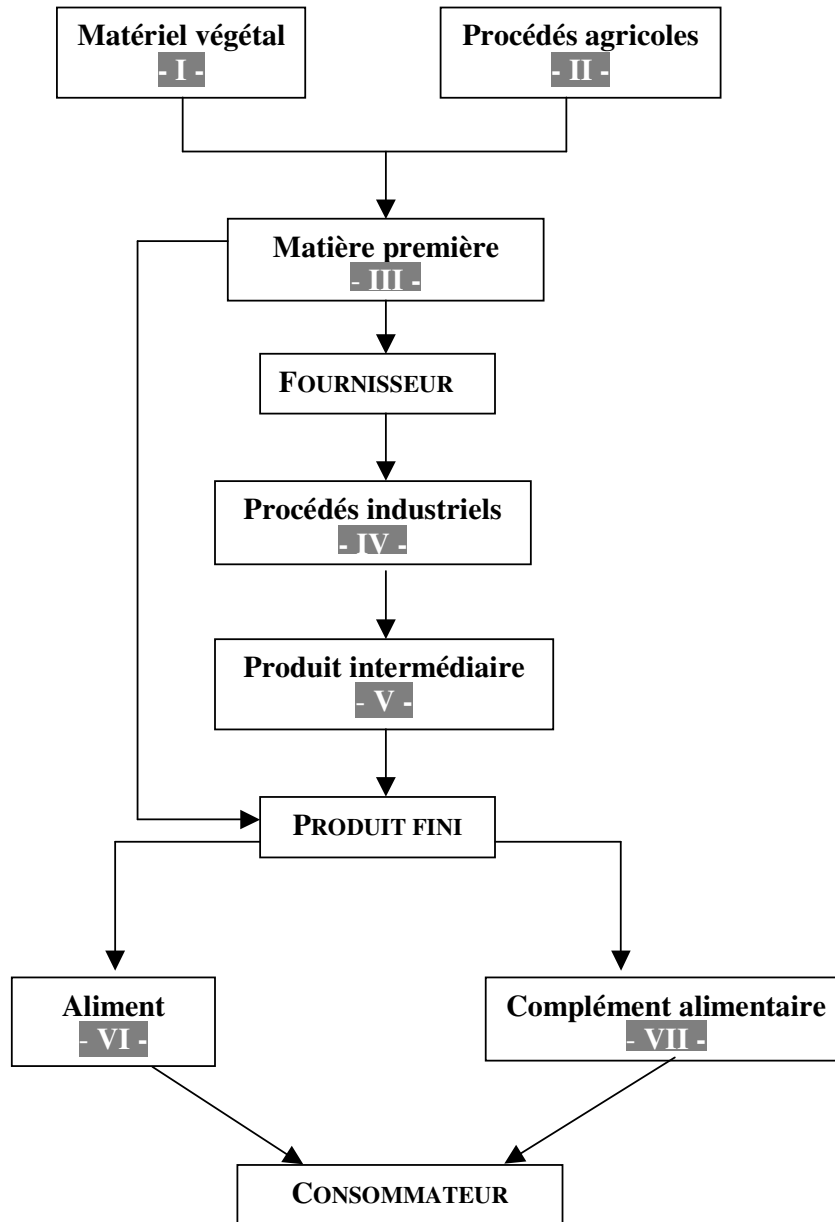 Matériel végétal
- I -
Procédés agricoles
- II -
Matière première
- III -
FOURNISSEUR
Procédés industriels
- IV -
Produit intermédiaire
- V -
PRODUIT FINI
Aliment
- VI -
Complément alimentaire
- VII -
CONSOMMATEUR